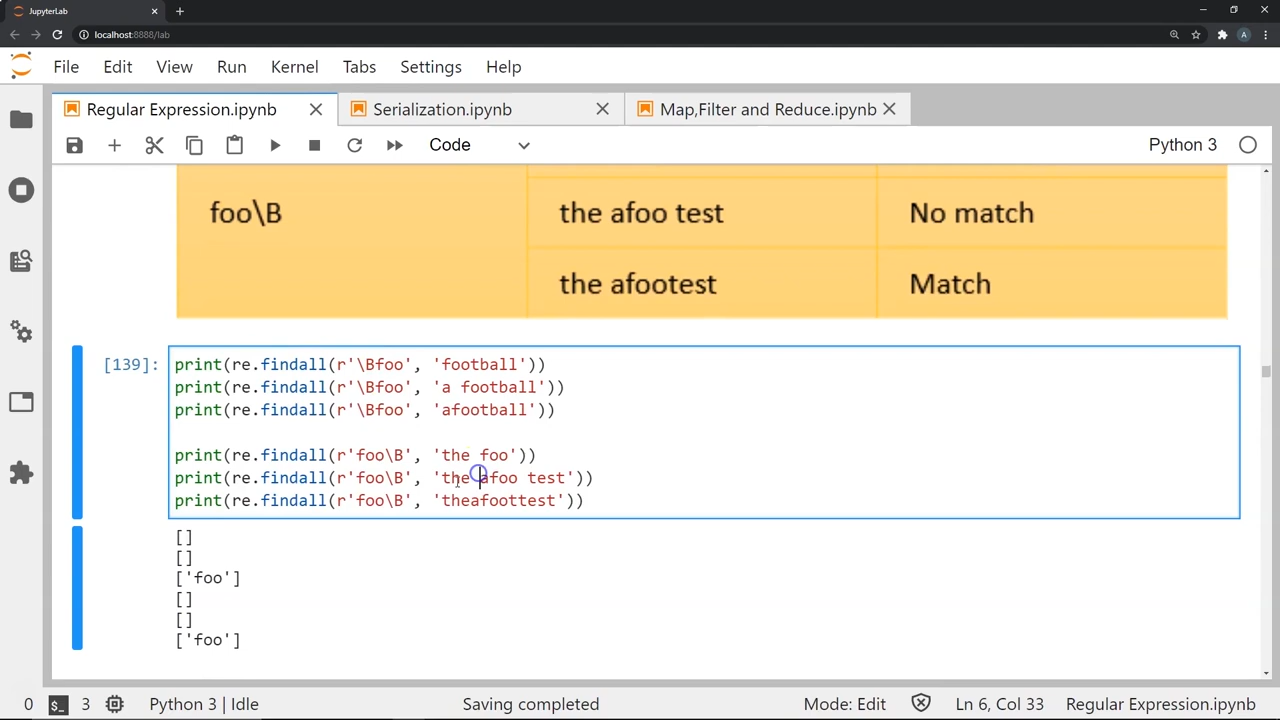 JupyterLab
localhost:8888/lab
A
File Edit View Run Kernel Tabs Settings Help
Regular Expression.ipynb
Serialization.ipynb
Map,Filter and Reduce.ipynb
Code
Python 3
foo\B
the afoo test
No match
the afootest
Match
[139]:
print(re.findall(r'\Bfoo', 'football'))
print(re.findall(r'\Bfoo', 'a football'))
print(re.findall(r'\Bfoo', 'afootball'))
print(re.findall(r'foo\B', 'the foo'))
print(re.findall(r'foo\B', 'the afoo test'))
print(re.findall(r'foo\B', 'theafoottest'))
[]
[]
['foo']
[]
[]
['foo']
0 $_ 3 Python 3 | Idle Saving completed Mode: Edit Ln 6, Col 33 Regular Expression.ipynb